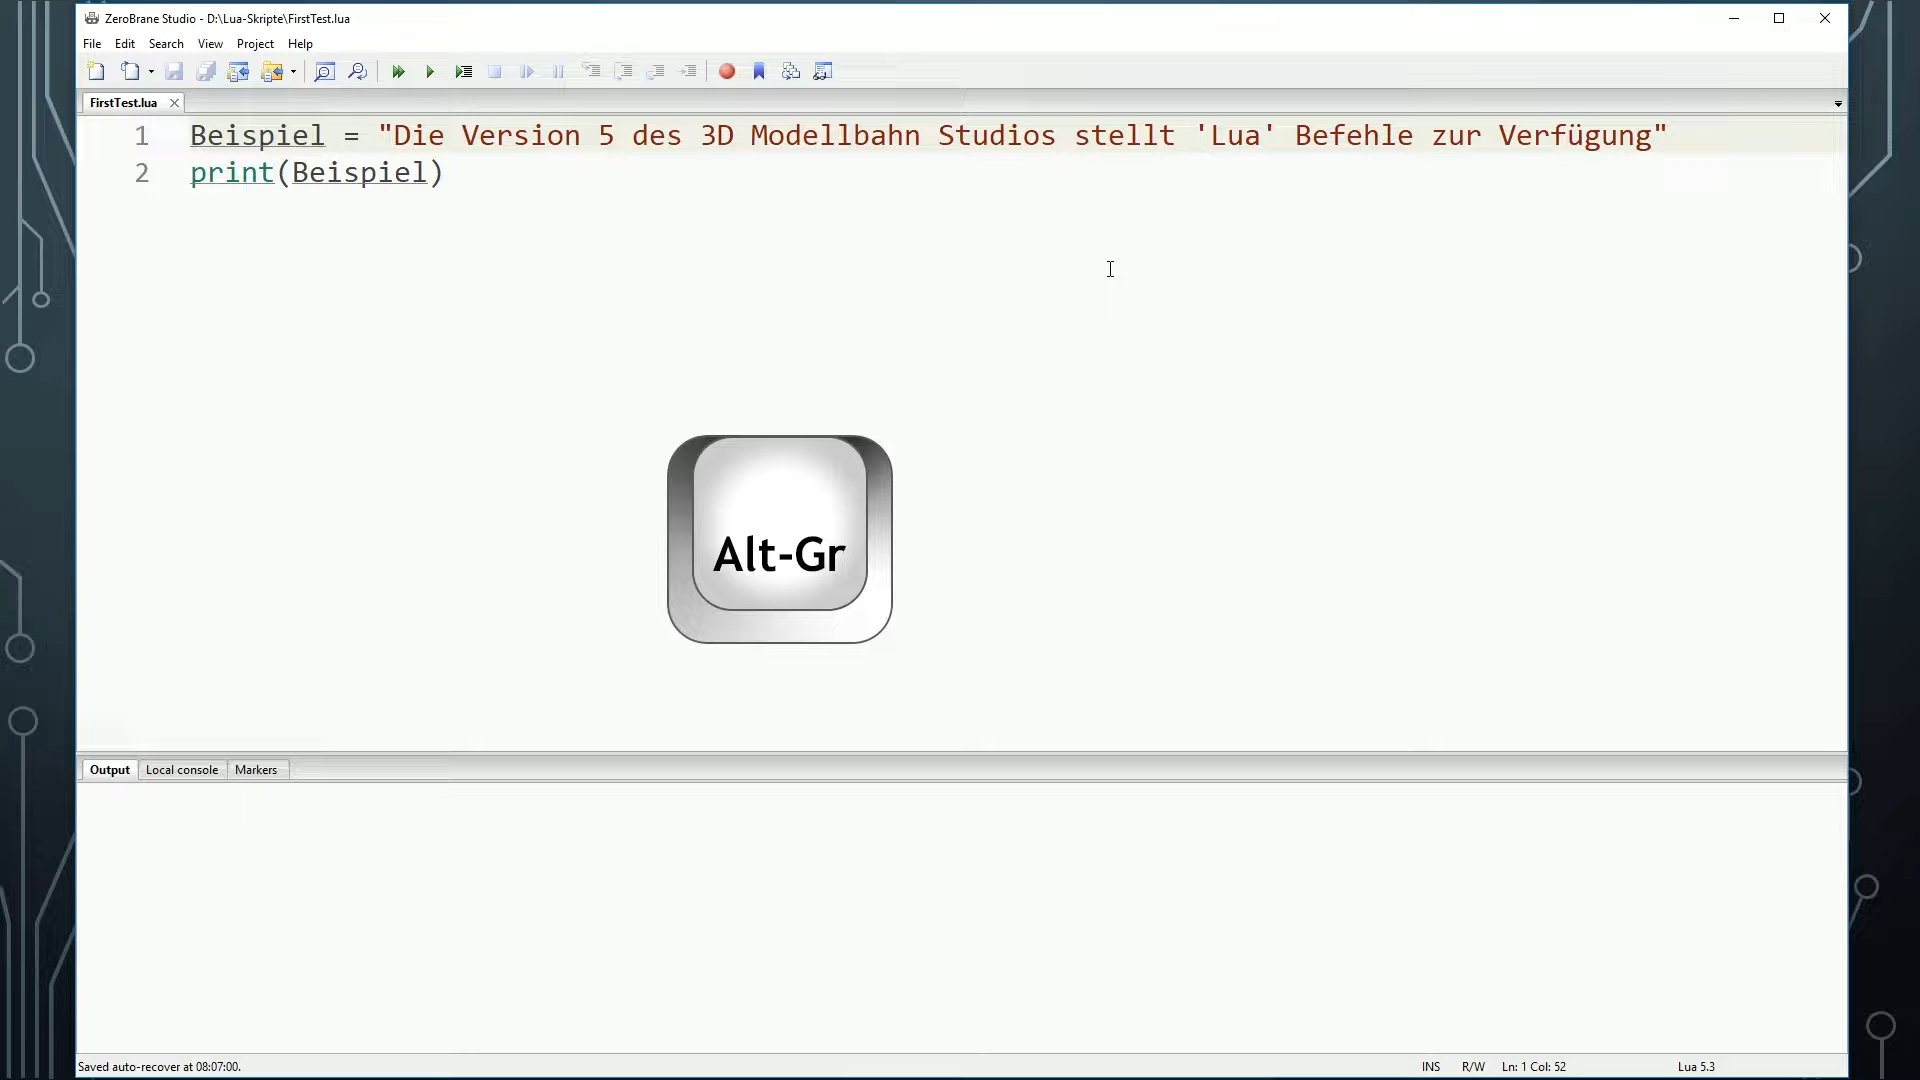 ZeroBrane Studio - D:\Lua-Skripte\FirstTest.lua
File Edit Search View Project Help
FirstTest.lua
1 Beispiel = "Die Version 5 des 3D Modellbahn Studios stellt 'Lua' Befehle zur Verfügung"
2 print(Beispiel)
Alt-Gr
Output Local console Markers
Saved auto-recover at 08:07:00. INS R/W Ln: 1 Col: 52 Lua 5.3